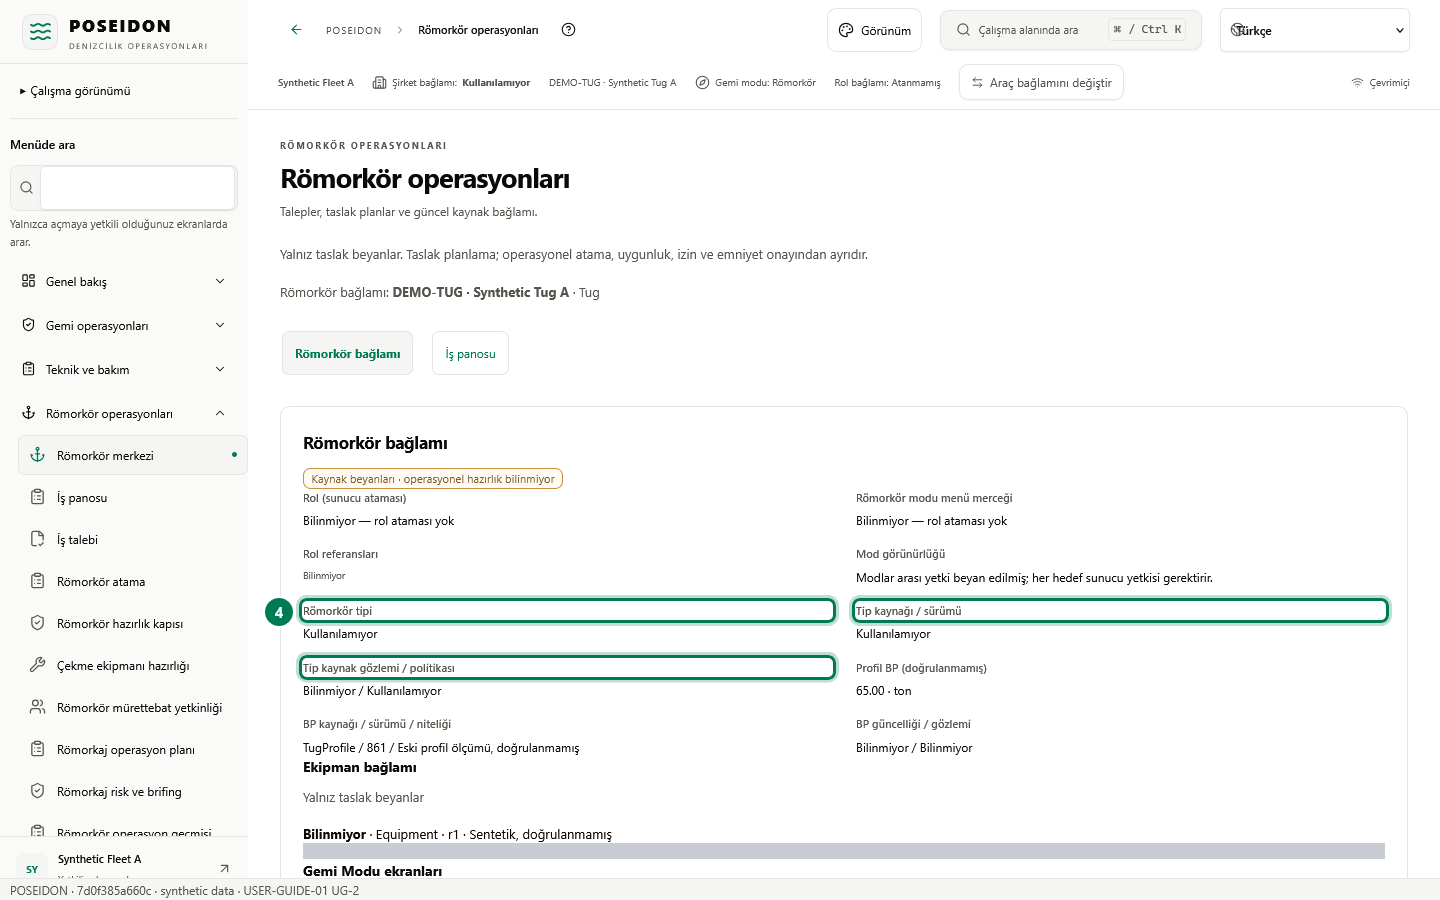 POSEIDON
DENİZCİLİK OPERASYONLARI
▸ Çalışma görünümü
Menüde ara
Yalnızca açmaya yetkili olduğunuz ekranlarda
arar.
Genel bakış
Gemi operasyonları
Teknik ve bakım
Römorkör operasyonları
Römorkör merkezi
İş panosu
İş talebi
Römorkör atama
Römorkör hazırlık kapısı
Çekme ekipmanı hazırlığı
Römorkör mürettebat yetkinliği
Römorkaj operasyon planı
Römorkaj risk ve brifing
Römorkör operasyon geçmişi
SY
Synthetic Fleet A
POSEIDON
Römorkör operasyonları
Görünüm
Çalışma alanında ara
⌘ / Ctrl K
Türkçe
Synthetic Fleet A
Şirket bağlamı: Kullanılamıyor
DEMO-TUG · Synthetic Tug A
Gemi modu: Römorkör
Rol bağlamı: Atanmamış
Araç bağlamını değiştir
Çevrimiçi
RÖMORKÖR OPERASYONLARI
Römorkör operasyonları
Talepler, taslak planlar ve güncel kaynak bağlamı.
Yalnız taslak beyanlar. Taslak planlama; operasyonel atama, uygunluk, izin ve emniyet onayından ayrıdır.
Römorkör bağlamı: DEMO-TUG · Synthetic Tug A · Tug
Römorkör bağlamı
İş panosu
Römorkör bağlamı
Kaynak beyanları · operasyonel hazırlık bilinmiyor
Rol (sunucu ataması)
Bilinmiyor — rol ataması yok
Römorkör modu menü merceği
Bilinmiyor — rol ataması yok
Rol referansları
Bilinmiyor
Mod görünürlüğü
Modlar arası yetki beyan edilmiş; her hedef sunucu yetkisi gerektirir.
4
Römorkör tipi
Kullanılamıyor
Tip kaynağı / sürümü
Kullanılamıyor
Tip kaynak gözlemi / politikası
Bilinmiyor / Kullanılamıyor
Profil BP (doğrulanmamış)
65.00 · ton
BP kaynağı / sürümü / niteliği
TugProfile / 861 / Eski profil ölçümü, doğrulanmamış
BP güncelliği / gözlemi
Bilinmiyor / Bilinmiyor
Ekipman bağlamı
Yalnız taslak beyanlar
Bilinmiyor · Equipment · r1 · Sentetik, doğrulanmamış
Gemi Modu ekranları
POSEIDON · 7d0f385a660c · synthetic data · USER-GUIDE-01 UG-2